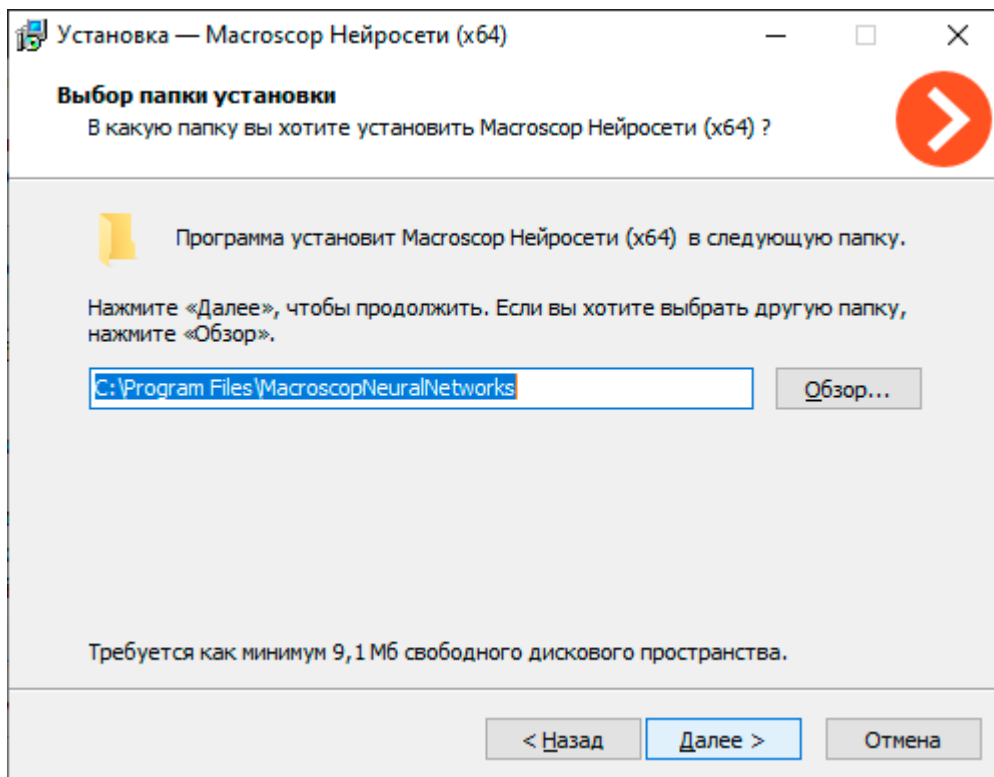 Установка — Macroscop Нейросети (x64)
Выбор папки установки
В какую папку вы хотите установить Macroscop Нейросети (x64) ?
Программа установит Macroscop Нейросети (x64) в следующую папку.
Нажмите «Далее», чтобы продолжить. Если вы хотите выбрать другую папку,
нажмите «Обзор».
C:\Program Files\MacroscopNeuralNetworks
Обзор...
Требуется как минимум 9,1 Мб свободного дискового пространства.
< Назад
Далее >
Отмена